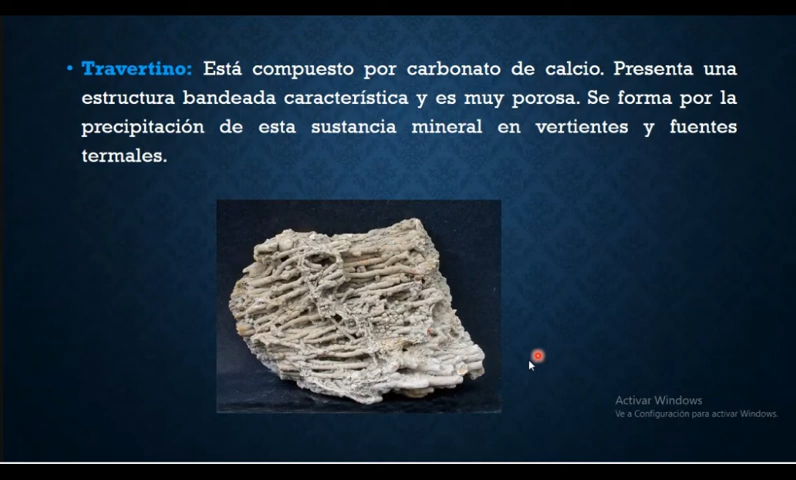 • Travertino: Está compuesto por carbonato de calcio. Presenta una
estructura bandeada característica y es muy porosa. Se forma por la
precipitación de esta sustancia mineral en vertientes y fuentes
termales.
Activar Windows
Ve a Configuración para activar Windows.